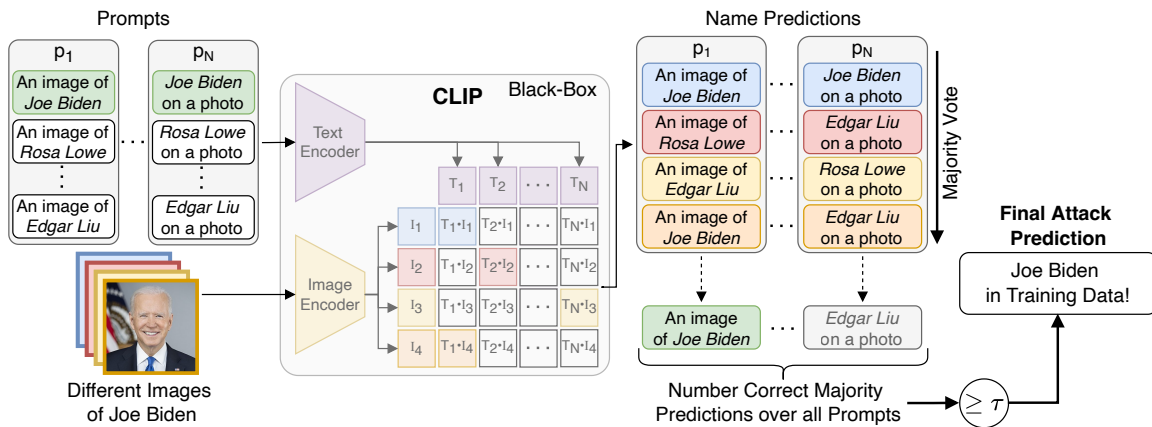 Prompts
p1
An image of
Joe Biden
An image of
Rosa Lowe
An image of
Edgar Liu
. . .
pN
Joe Biden
on a photo
Rosa Lowe
on a photo
Edgar Liu
on a photo
Different Images
of Joe Biden
CLIP
Black-Box
Text
Encoder
Image
Encoder
T1 T2 · · · TN
I1 T1•I1 T2•I1 · · · TN•I1
I2 T1•I2 T2•I2 · · · TN•I2
I3 T1•I3 T2•I3 · · · TN•I3
I4 T1•I4 T2•I4 · · · TN•I4
Name Predictions
p1
An image of
Joe Biden
An image of
Rosa Lowe
An image of
Edgar Liu
An image of
Joe Biden
. . .
pN
Joe Biden
on a photo
Edgar Liu
on a photo
Rosa Lowe
on a photo
Edgar Liu
on a photo
Majority Vote
An image
of Joe Biden
. . .
Edgar Liu
on a photo
Number Correct Majority
Predictions over all Prompts
≥ τ
Final Attack
Prediction
Joe Biden
in Training Data!